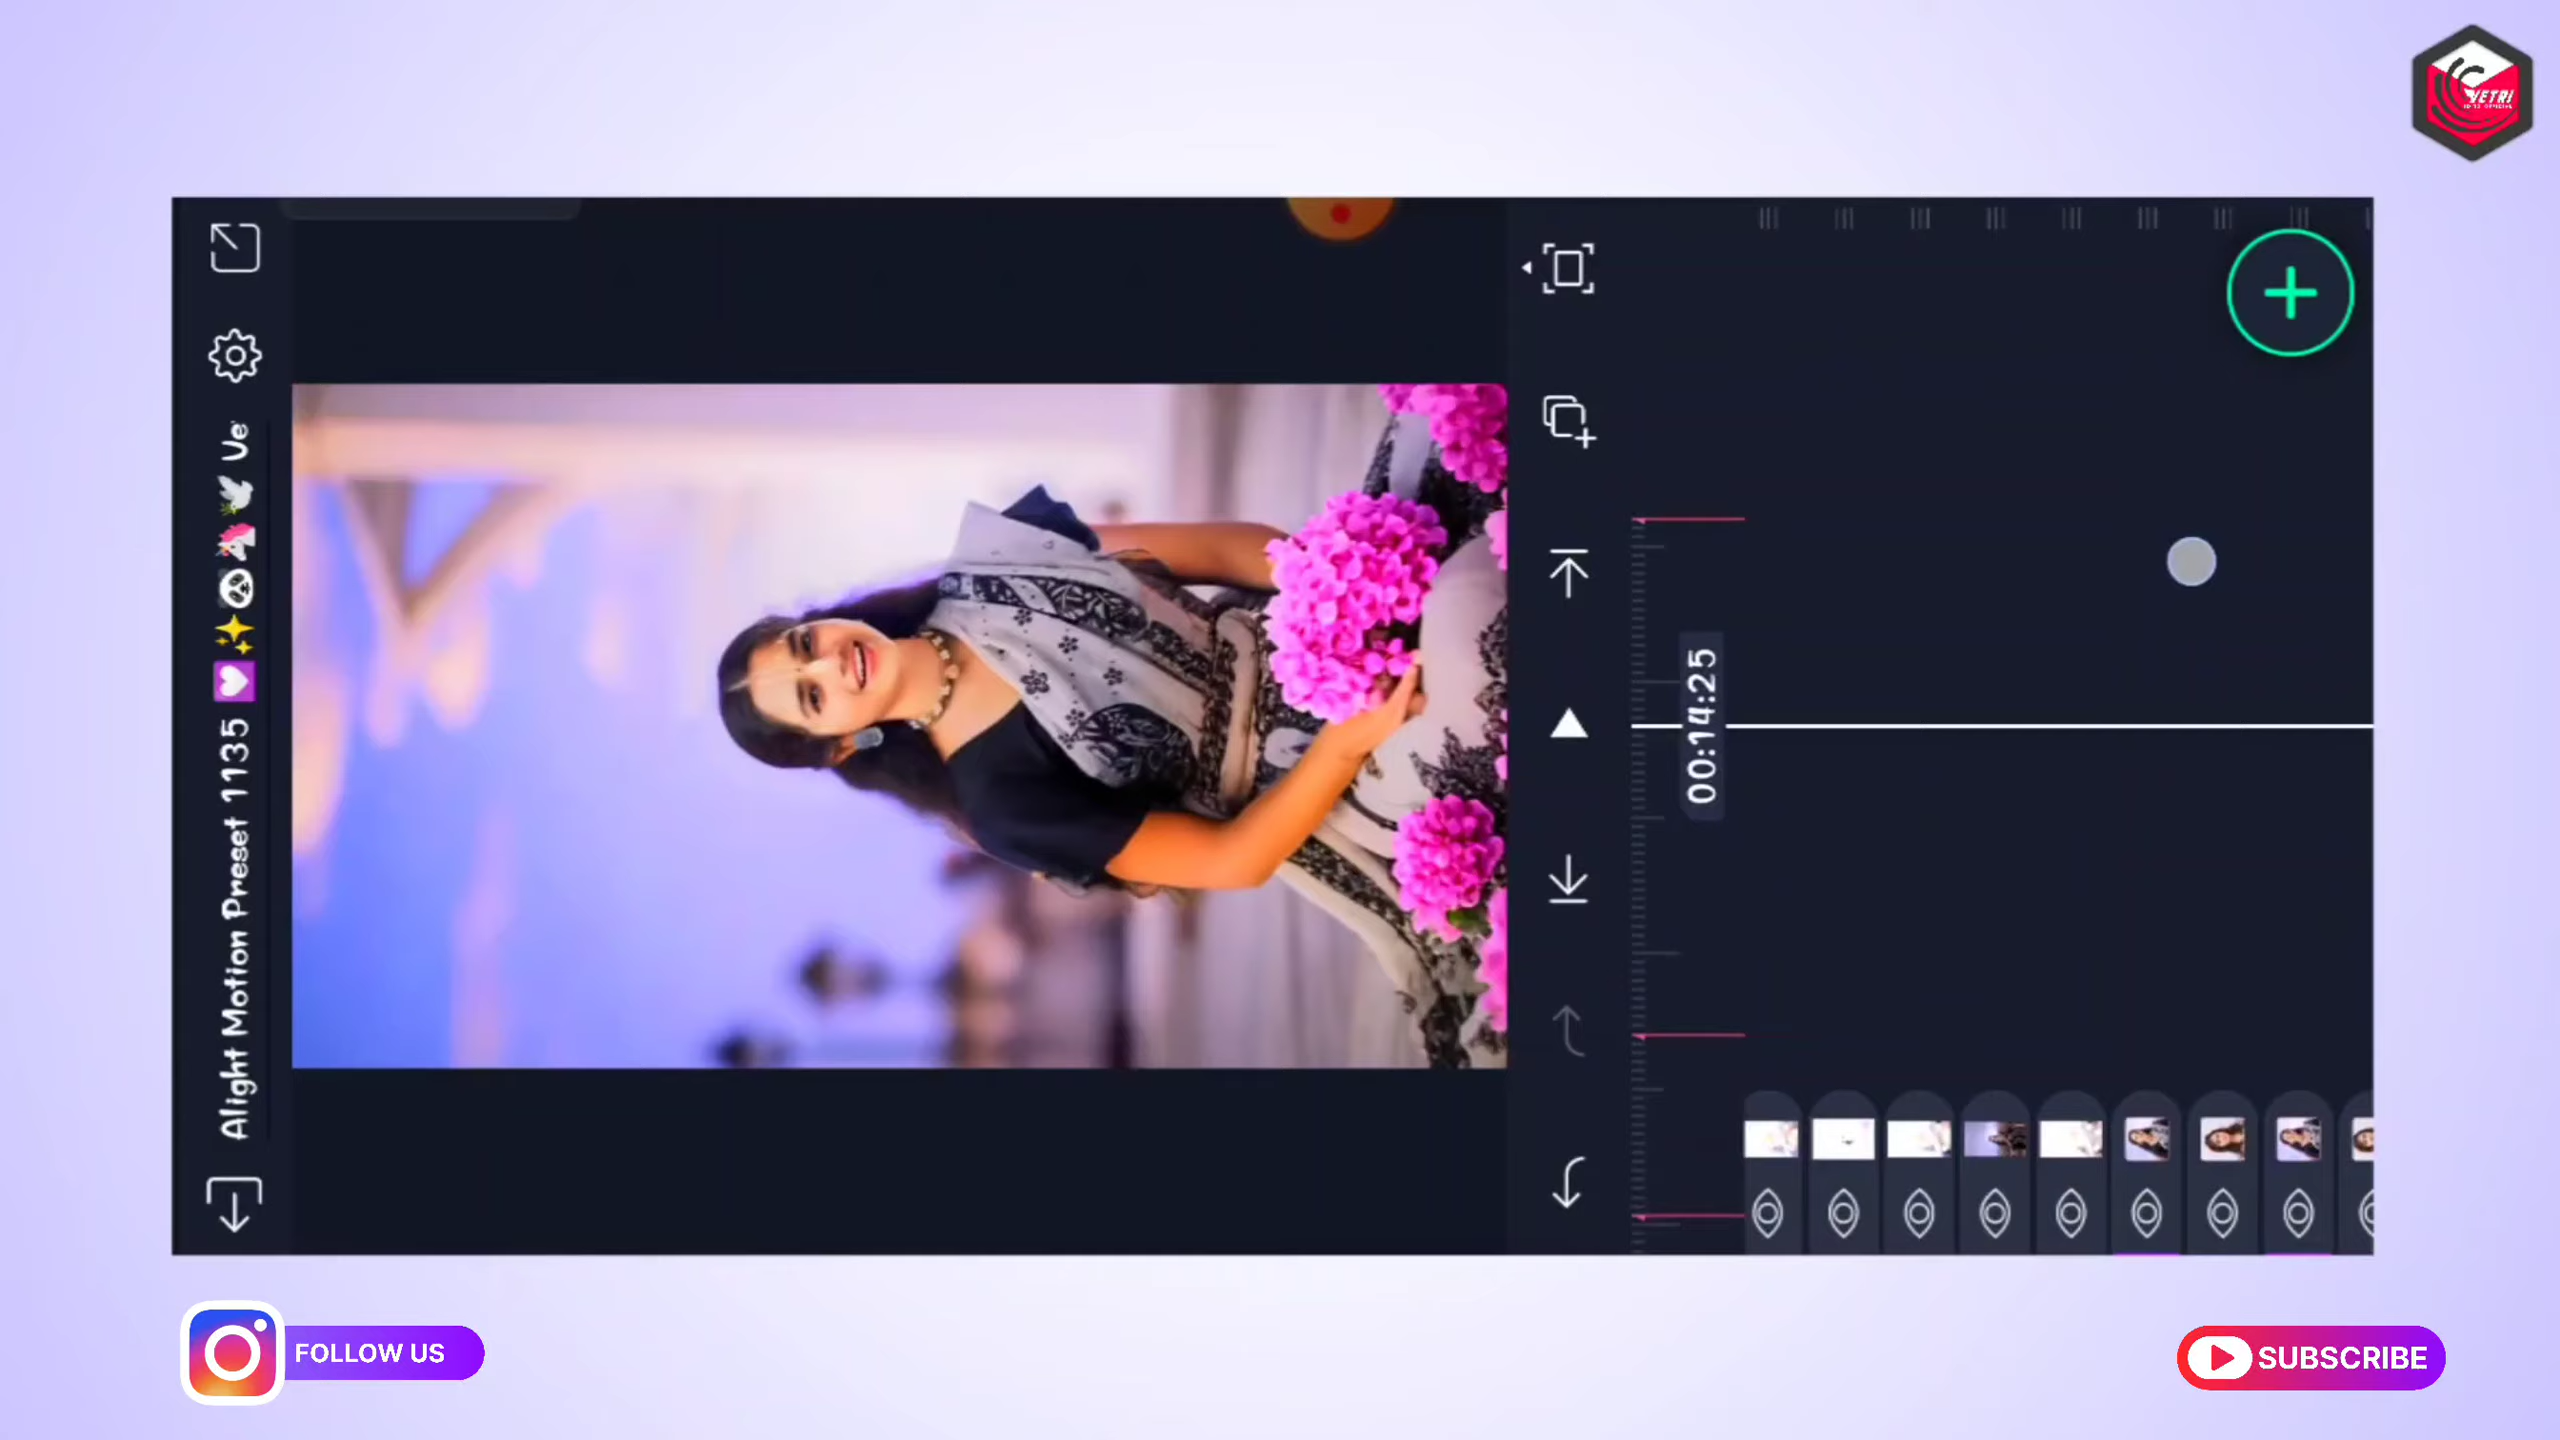 VETRI
Alight Motion Preset 1135 💟✨🐼🦄🕊️ Ve
00:14:25
FOLLOW US
SUBSCRIBE